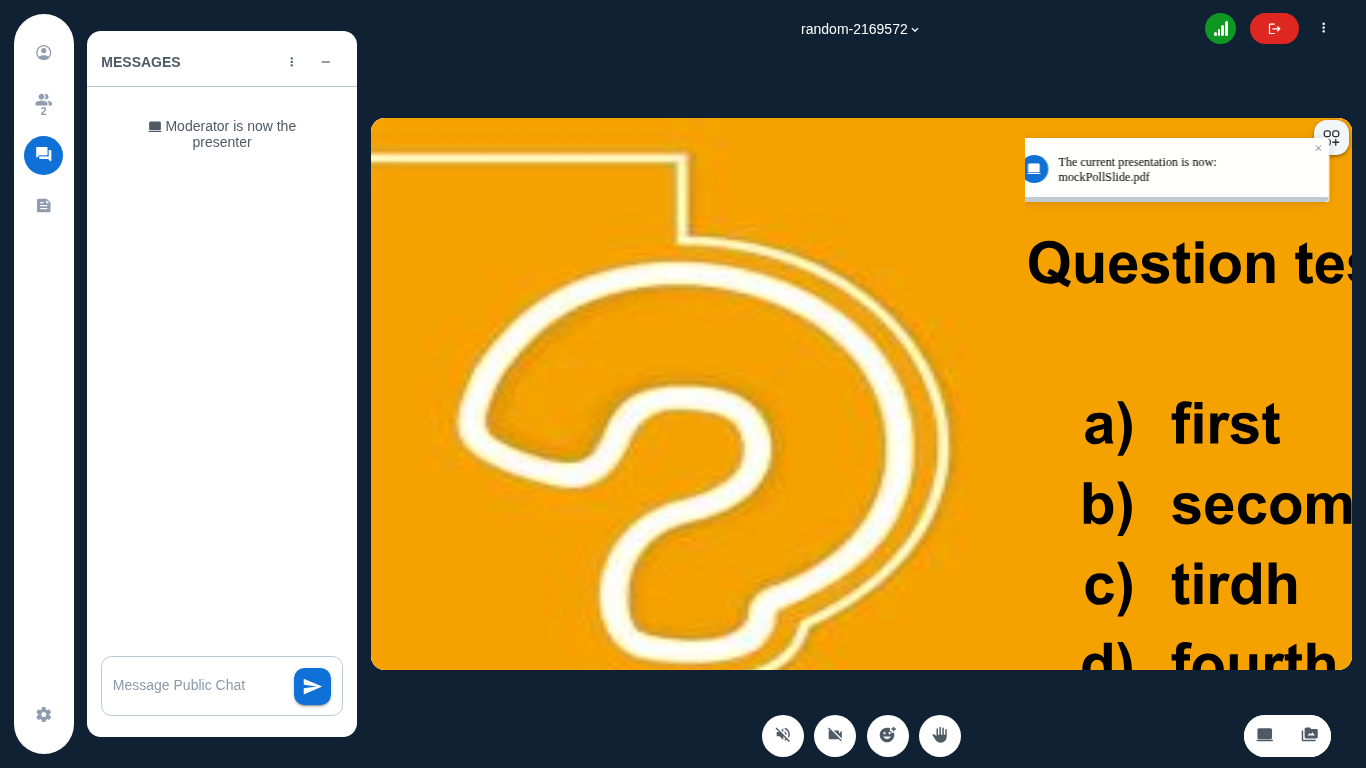 random-2169572
2
MESSAGES
Moderator is now the
presenter
Message Public Chat
The current presentation is now:
mockPollSlide.pdf
Question tes
a) first
b) secom
c) tirdh
d) fourth